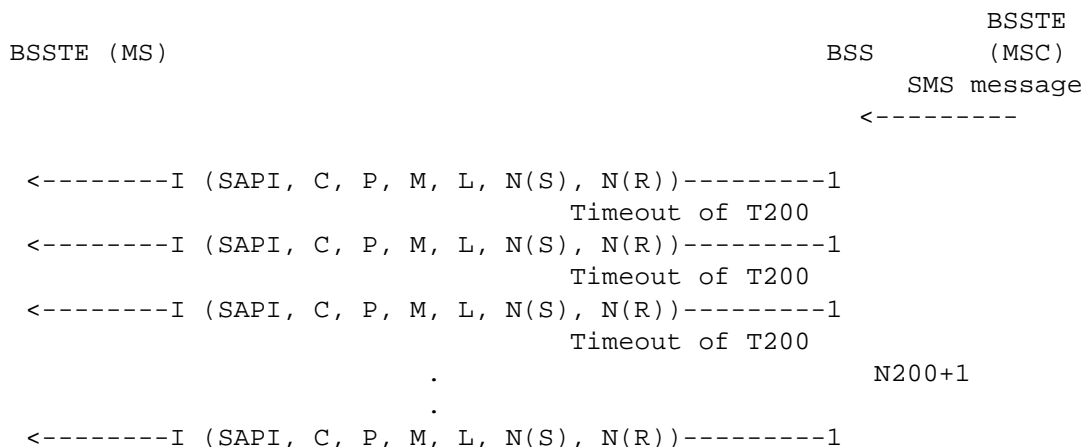 BSSTE
BSSTE (MS) BSS (MSC)
SMS message
<---------
<--------I (SAPI, C, P, M, L, N(S), N(R))---------1
Timeout of T200
<--------I (SAPI, C, P, M, L, N(S), N(R))---------1
Timeout of T200
<--------I (SAPI, C, P, M, L, N(S), N(R))---------1
Timeout of T200
. N200+1
.
<--------I (SAPI, C, P, M, L, N(S), N(R))---------1